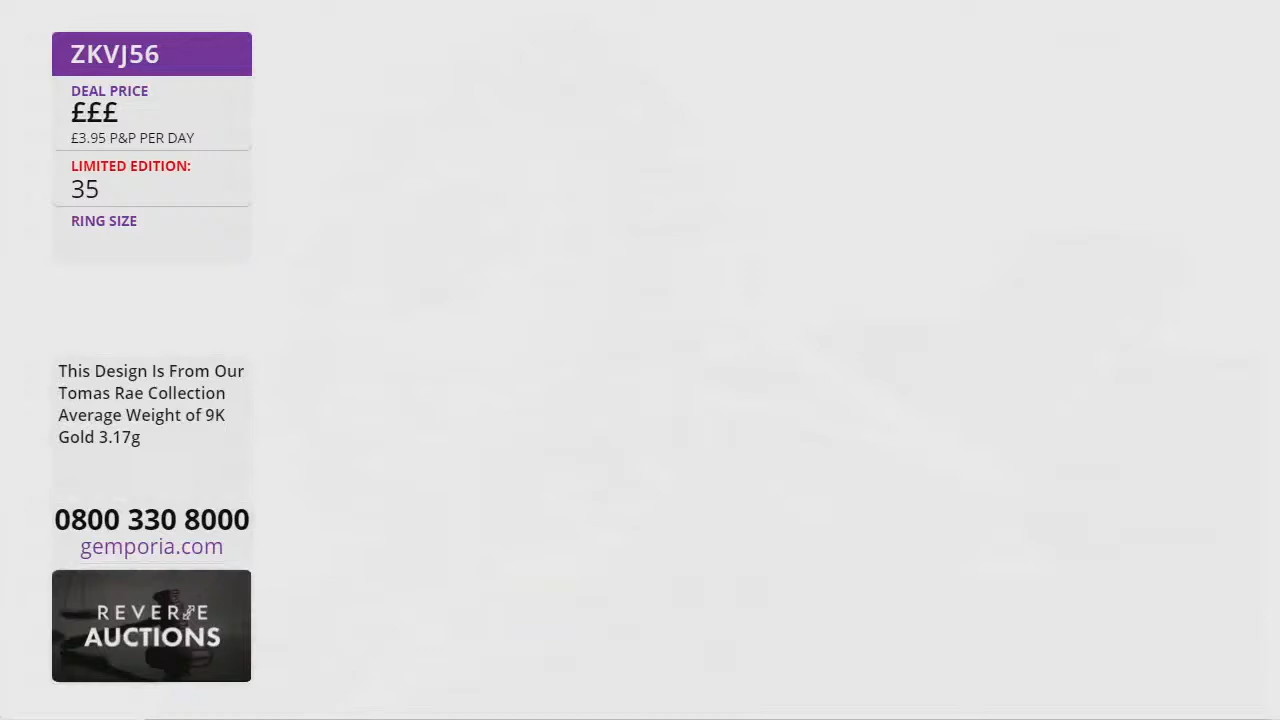 ZKVJ56
DEAL PRICE
£££
£3.95 P&P PER DAY
LIMITED EDITION:
35
RING SIZE
This Design Is From Our
Tomas Rae Collection
Average Weight of 9K
Gold 3.17g
0800 330 8000
gemporia.com
REVERSE
AUCTIONS